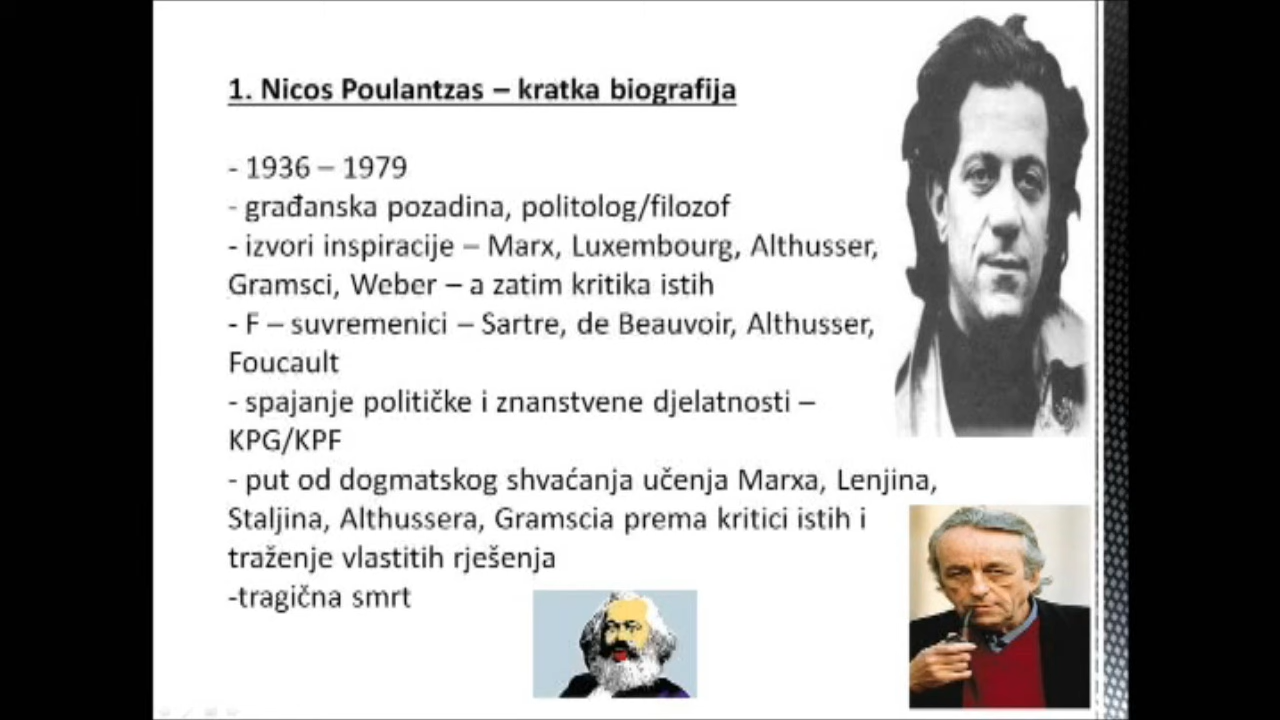 1. Nicos Poulantzas – kratka biografija
- 1936 – 1979
- građanska pozadina, politolog/filozof
- izvori inspiracije – Marx, Luxembourg, Althusser,
Gramsci, Weber – a zatim kritika istih
- F – suvremenici – Sartre, de Beauvoir, Althusser,
Foucault
- spajanje političke i znanstvene djelatnosti –
KPG/KPF
- put od dogmatskog shvaćanja učenja Marxa, Lenjina,
Staljina, Althussera, Gramscia prema kritici istih i
traženje vlastitih rješenja
-tragična smrt